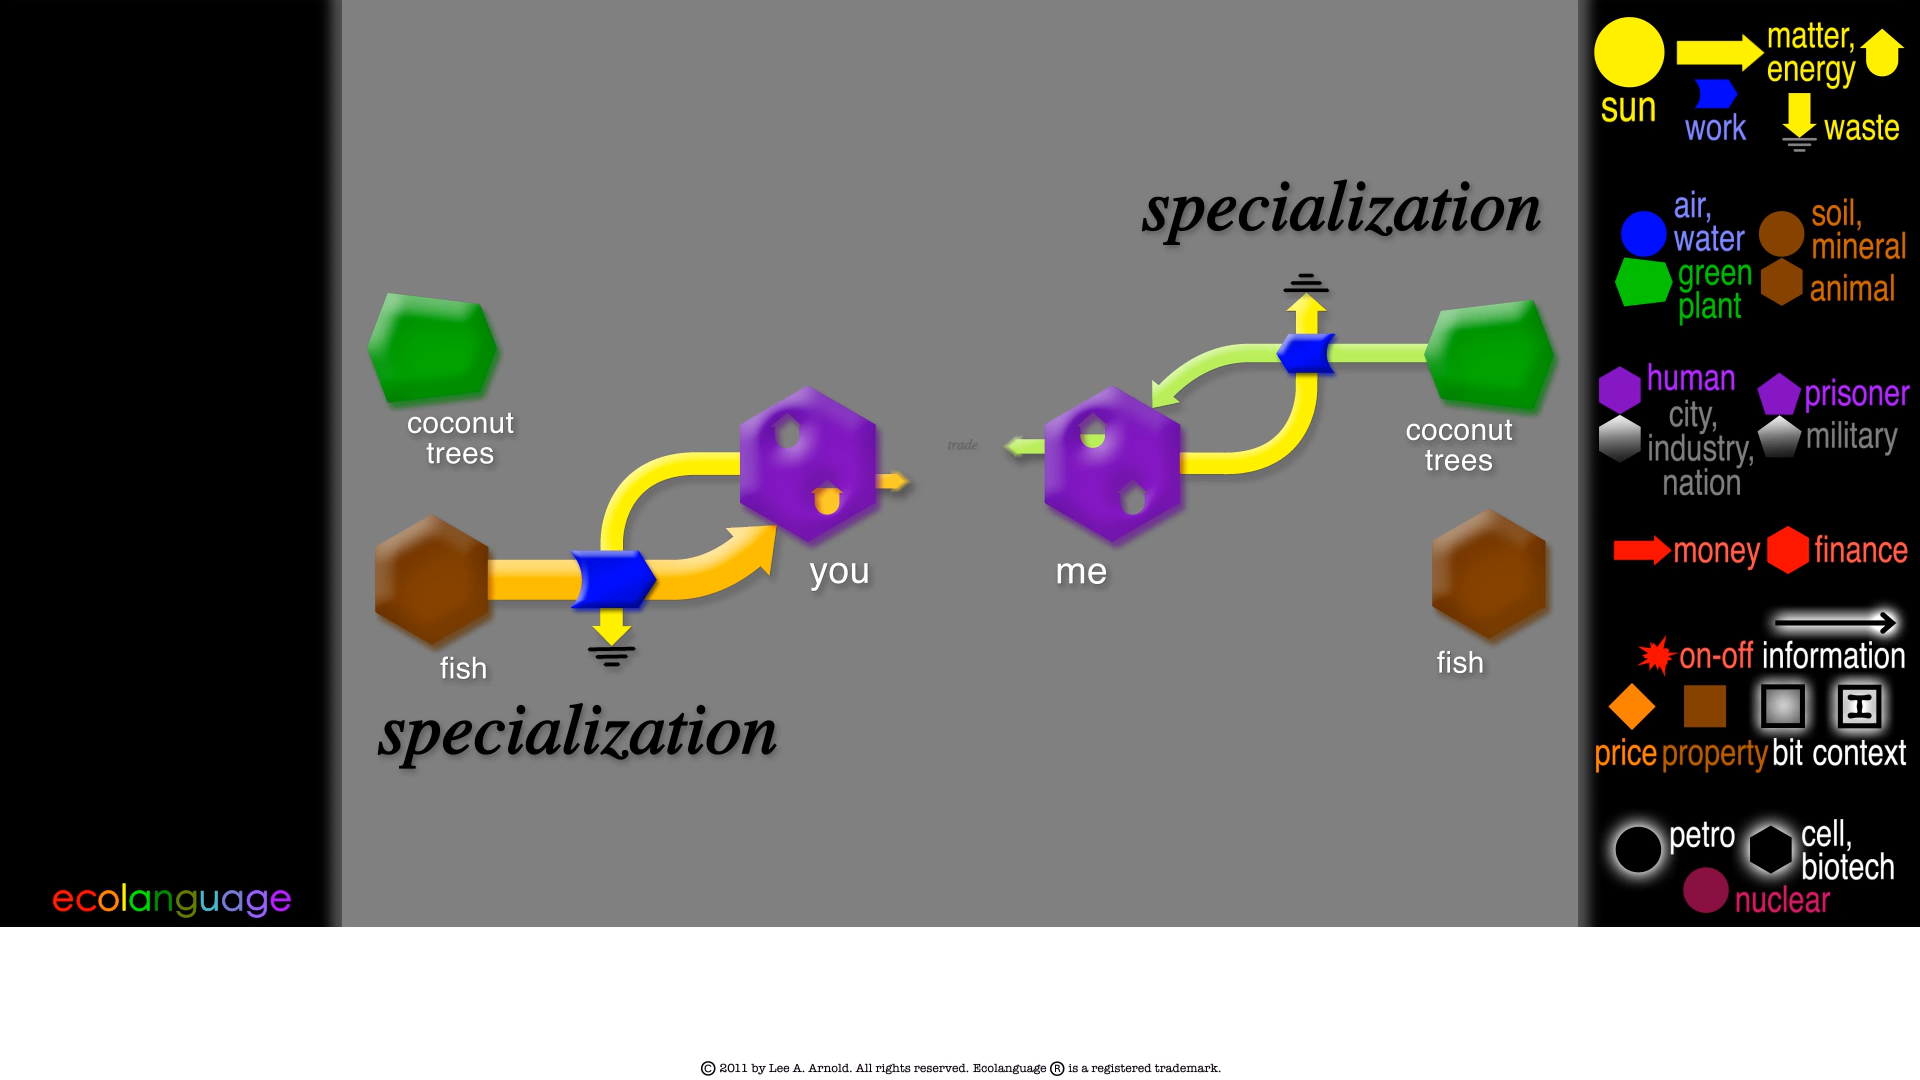 specialization
coconut
trees
fish
specialization
you
trade
me
coconut
trees
fish
ecolanguage
sun
matter,
energy
work
waste
air,
water
soil,
mineral
green
plant
animal
human
prisoner
city,
industry,
nation
military
money
finance
on-off
information
price
property
bit
context
petro
cell,
biotech
nuclear
© 2011 by Lee A. Arnold. All rights reserved. Ecolanguage ® is a registered trademark.